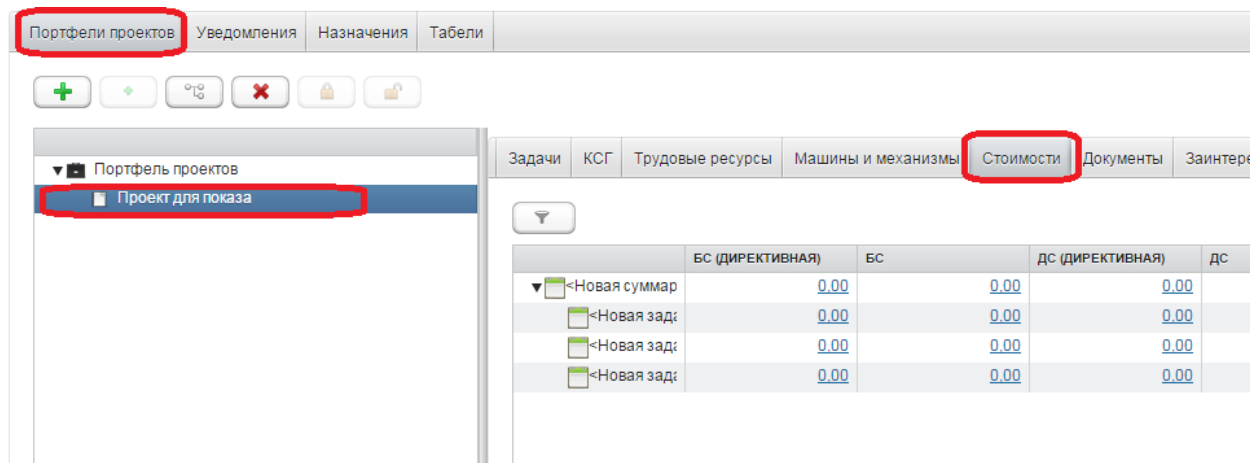 Портфели проектов Уведомления Назначения Табели
Задачи КСГ Трудовые ресурсы Машины и механизмы Стоимости Документы Заинтере
Портфель проектов
Проект для показа
БС (ДИРЕКТИВНАЯ) БС ДС (ДИРЕКТИВНАЯ) ДС
<Новая суммар 0,00 0,00 0,00
<Новая зада 0,00 0,00 0,00
<Новая зада 0,00 0,00 0,00
<Новая зада 0,00 0,00 0,00